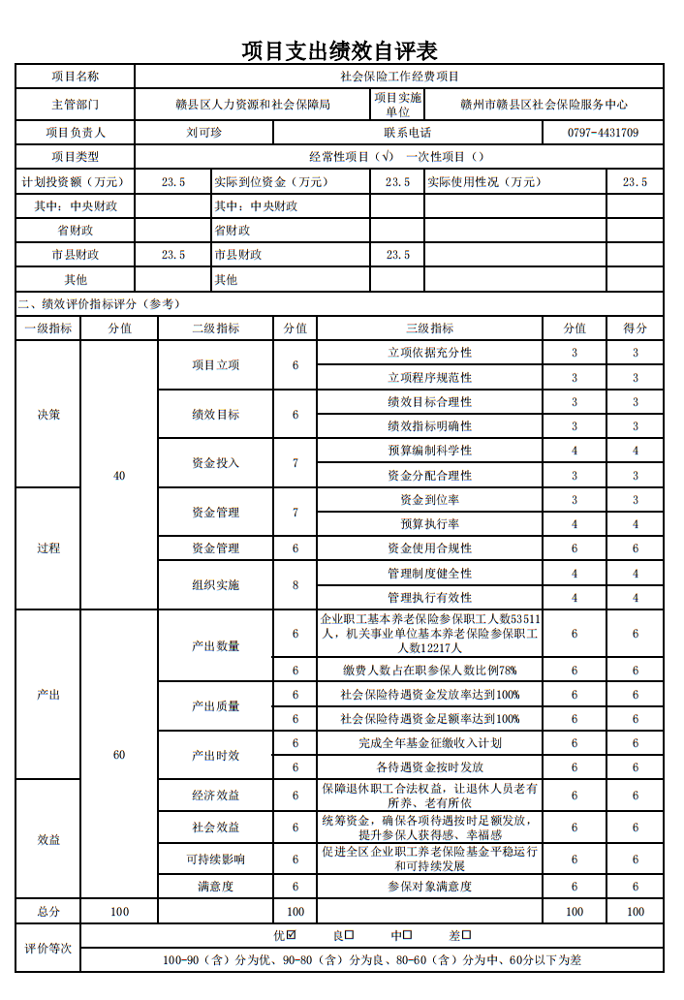 项目支出绩效自评表
项目名称 社会保险工作经费项目
主管部门 赣县区人力资源和社会保障局 项目实施单位 赣州市赣县区社会保险服务中心
项目负责人 刘可珍 联系电话 0797-4431709
项目类型 经常性项目（√） 一次性项目（）
计划投资额（万元） 23.5 实际到位资金（万元） 23.5 实际使用性况（万元） 23.5
其中：中央财政 其中：中央财政
省财政 省财政
市县财政 23.5 市县财政 23.5
其他 其他
二、绩效评价指标评分（参考）
一级指标 分值 二级指标 分值 三级指标 分值 得分
决策 40 项目立项 6 立项依据充分性 3 3
立项程序规范性 3 3
绩效目标 6 绩效目标合理性 3 3
绩效指标明确性 3 3
资金投入 7 预算编制科学性 4 4
资金分配合理性 3 3
过程 资金管理 7 资金到位率 3 3
预算执行率 4 4
资金管理 6 资金使用合规性 6 6
组织实施 8 管理制度健全性 4 4
管理执行有效性 4 4
产出 60 产出数量 6 企业职工基本养老保险参保职工人数53511
人，机关事业单位基本养老保险参保职工
人数12217人 6 6
6 缴费人数占在职参保人数比例78% 6 6
产出质量 6 社会保险待遇资金发放率达到100% 6 6
6 社会保险待遇资金足额率达到100% 6 6
产出时效 6 完成全年基金征缴收入计划 6 6
6 各待遇资金按时发放 6 6
效益 经济效益 6 保障退休职工合法权益，让退休人员老有
所养、老有所依 6 6
社会效益 6 统筹资金，确保各项待遇按时足额发放，
提升参保人获得感、幸福感 6 6
可持续影响 6 促进全区企业职工养老保险基金平稳运行
和可持续发展 6 6
满意度 6 参保对象满意度 6 6
总分 100 100 100 100
评价等次 优☑ 良□ 中□ 差□
100-90（含）分为优、90-80（含）分为良、80-60（含）分为中、60分以下为差